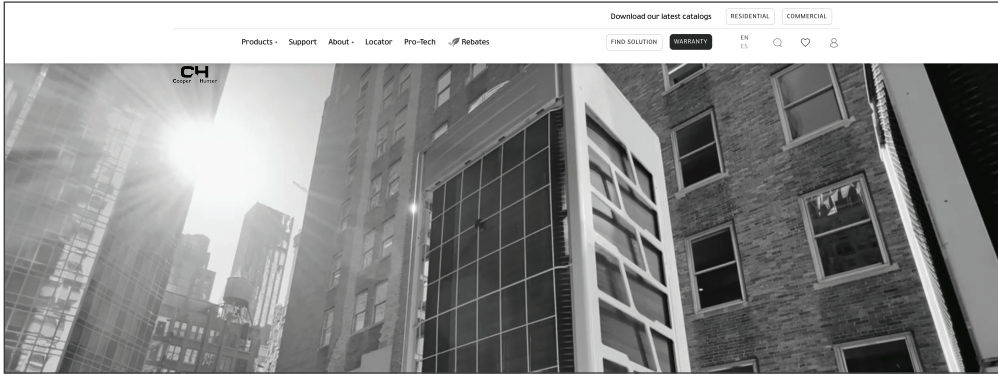 Download our latest catalogs RESIDENTIAL COMMERCIAL
Products Support About Locator Pro-Tech Rebates FIND SOLUTION WARRANTY EN
ES
CH
Cooper Hunter